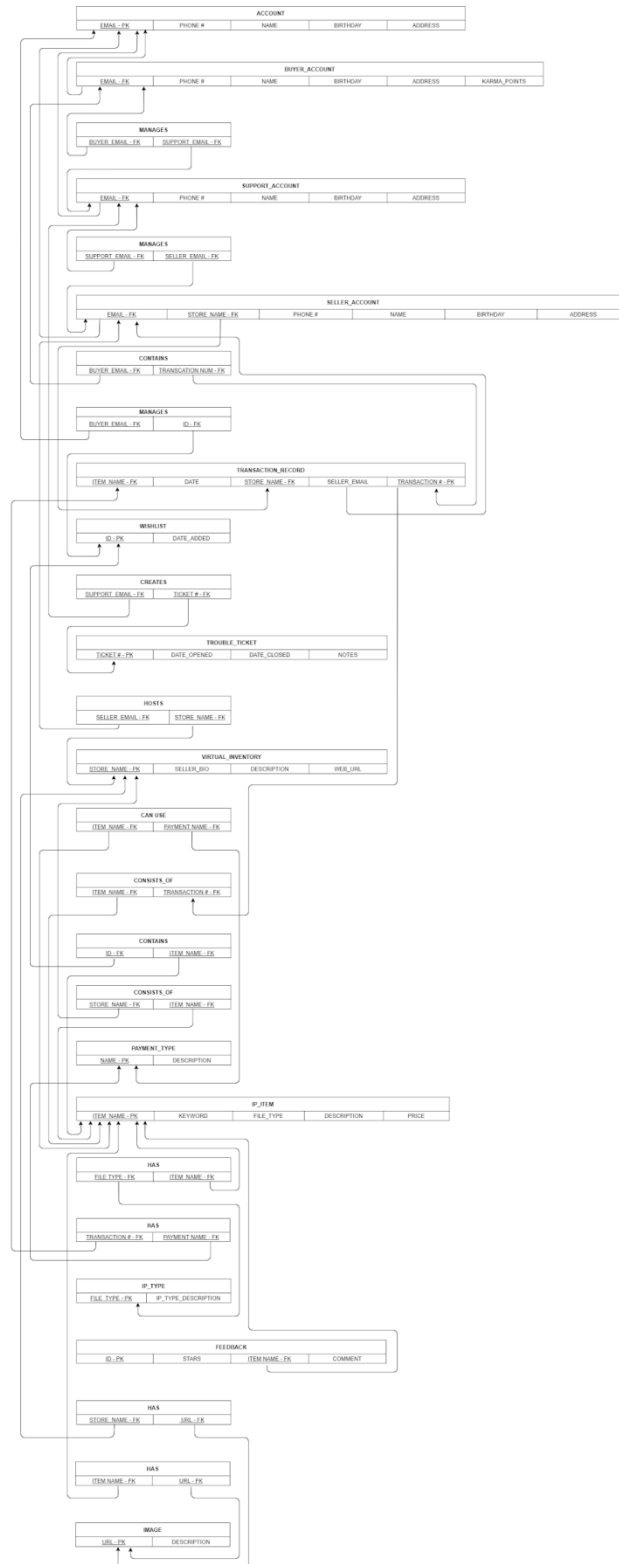 ACCOUNT
EMAIL - PK PHONE # NAME BIRTHDAY ADDRESS
BUYER_ACCOUNT
EMAIL - FK PHONE # NAME BIRTHDAY ADDRESS KARMA_POINTS
MANAGES
BUYER_EMAIL - FK SUPPORT_EMAIL - FK
SUPPORT_ACCOUNT
EMAIL - FK PHONE # NAME BIRTHDAY ADDRESS
MANAGES
SUPPORT_EMAIL - FK SELLER_EMAIL - FK
SELLER_ACCOUNT
EMAIL - FK STORE_NAME - FK PHONE # NAME BIRTHDAY ADDRESS
CONTAINS
BUYER_EMAIL - FK TRANSCATION NUM - FK
MANAGES
BUYER_EMAIL - FK ID - FK
TRANSACTION_RECORD
ITEM_NAME - FK DATE STORE_NAME - FK SELLER_EMAIL TRANSACTION # - PK
WISHLIST
ID - PK DATE_ADDED
CREATES
SUPPORT_EMAIL - FK TICKET # - FK
TROUBLE_TICKET
TICKET # - PK DATE_OPENED DATE_CLOSED NOTES
HOSTS
SELLER_EMAIL - FK STORE_NAME - FK
VIRTUAL_INVENTORY
STORE_NAME - PK SELLER_BIO DESCRIPTION WEB_URL
CAN USE
ITEM_NAME - FK PAYMENT NAME - FK
CONSISTS_OF
ITEM_NAME - FK TRANSACTION # - FK
CONTAINS
ID - FK ITEM_NAME - FK
CONSISTS_OF
STORE_NAME - FK ITEM_NAME - FK
PAYMENT_TYPE
NAME - PK DESCRIPTION
IP_ITEM
ITEM_NAME - PK KEYWORD FILE_TYPE DESCRIPTION PRICE
HAS
FILE TYPE - FK ITEM_NAME - FK
HAS
TRANSACTION # - FK PAYMENT NAME - FK
IP_TYPE
FILE_TYPE - PK IP_TYPE_DESCRIPTION
FEEDBACK
ID - PK STARS ITEM NAME - FK COMMENT
HAS
STORE_NAME - FK URL - FK
HAS
ITEM NAME - FK URL - FK
IMAGE
URL - PK DESCRIPTION